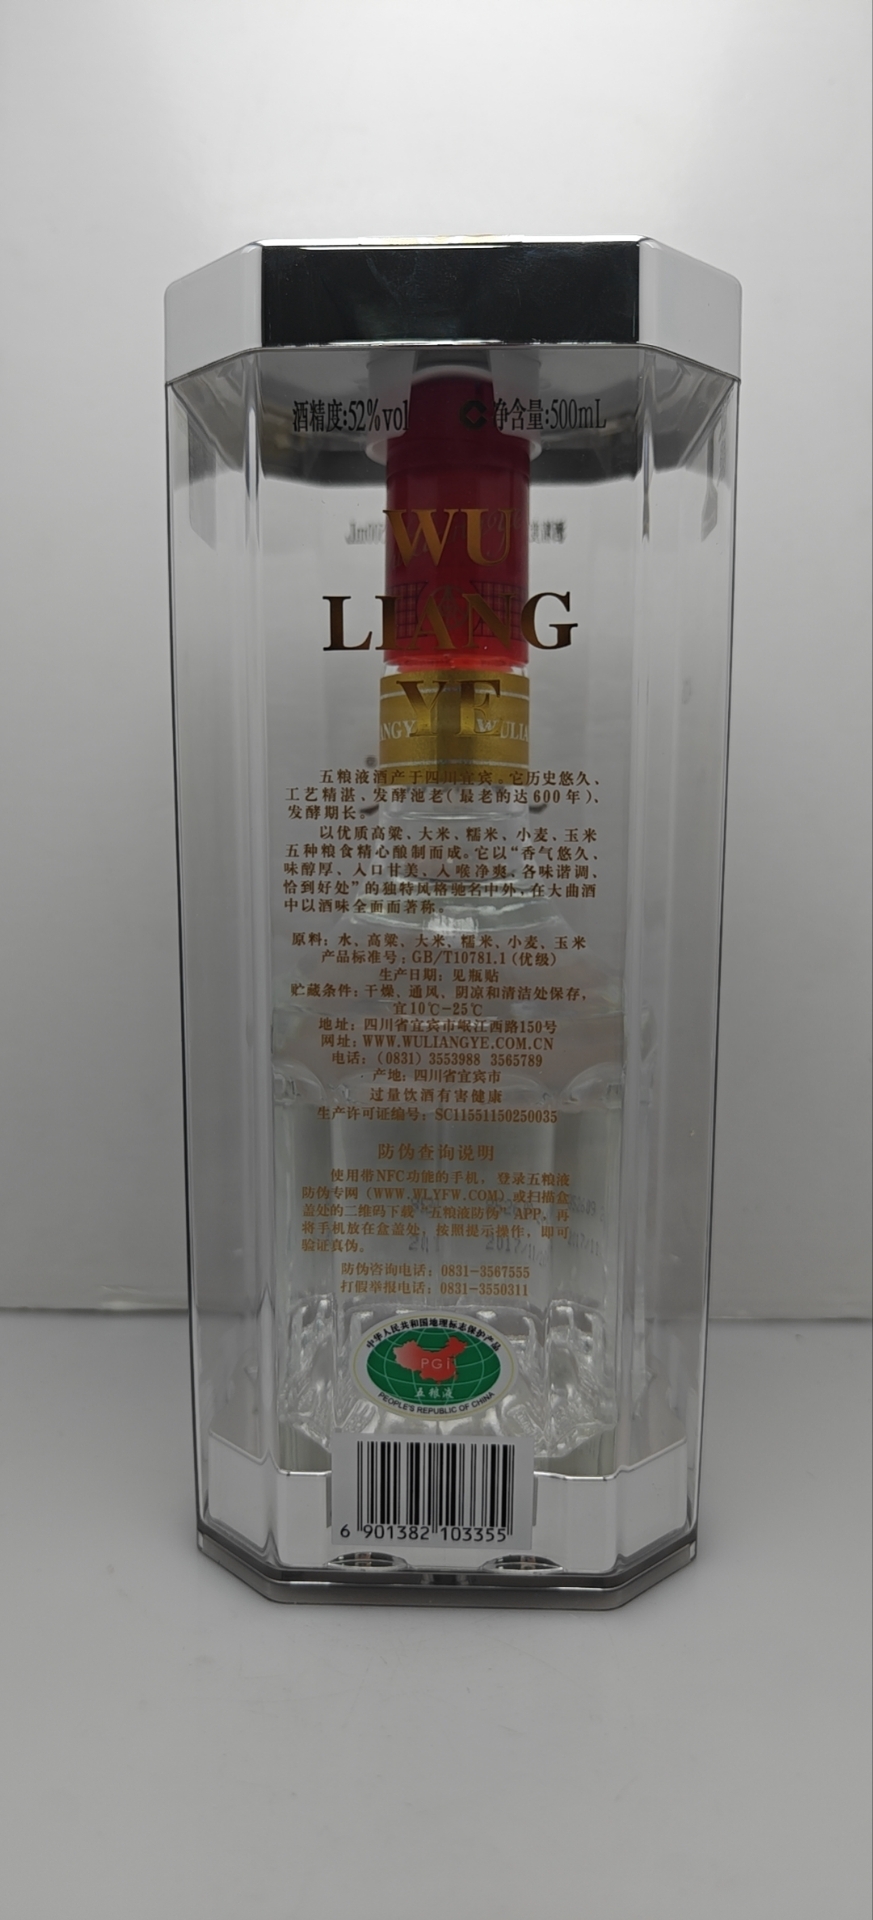 酒精度:52%vol 净含量:500mL
WU
LIANG
YE
ANGYE WULIA
五粮液酒产于四川宜宾。它历史悠久、
工艺精湛、发酵池老(最老的达600年)、
发酵期长。
以优质高粱、大米、糯米、小麦、玉米
五种粮食精心酿制而成。它以“香气悠久、
味醇厚、入口甘美、入喉净爽、各味谐调、
恰到好处”的独特风格驰名中外，在大曲酒
中以酒味全面而著称。
原料：水、高粱、大米、糯米、小麦、玉米
产品标准号：GB/T10781.1(优级)
生产日期：见瓶贴
贮藏条件：干燥、通风、阴凉和清洁处保存，
宜10℃-25℃
地址：四川省宜宾市岷江西路150号
网址：WWW.WULIANGYE.COM.CN
电话：(0831) 3553988 3565789
产地：四川省宜宾市
过量饮酒有害健康
生产许可证编号：SC11551150250035
防伪查询说明
使用带NFC功能的手机，登录五粮液
防伪专网（WWW.WLYFW.COM）或扫描盒
盖处的二维码下载“五粮液防伪”APP，再
将手机放在盒盖处，按照提示操作，即可
验证真伪。
防伪咨询电话：0831-3567555
打假举报电话：0831-3550311
中华人民共和国地理标志保护产品
PGI
五粮液
PEOPLE'S REPUBLIC OF CHINA
6 901382 103355